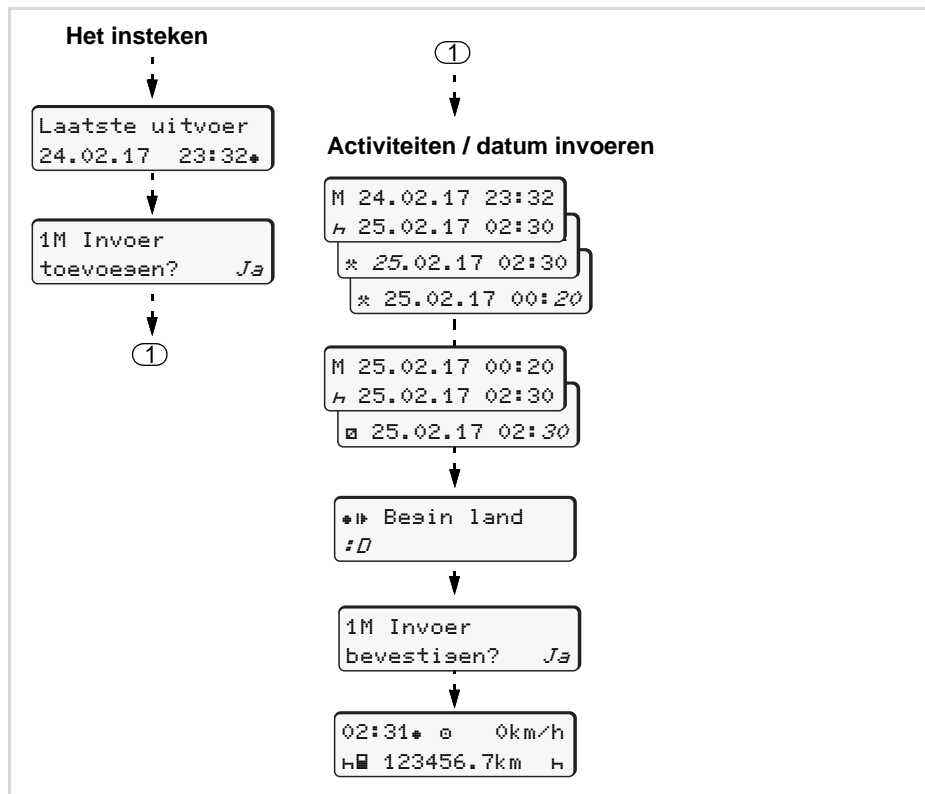 Het insteken
Laatste uitvoer
24.02.17 23:32
1M Invoer
toevoegen? Ja
1
1
Activiteiten / datum invoeren
M 24.02.17 23:32
25.02.17 02:30
25.02.17 02:30
25.02.17 00:20
M 25.02.17 00:20
25.02.17 02:30
25.02.17 02:30
Begin land
:D
1M Invoer
bevestigen? Ja
02:31 0km/h
123456.7km